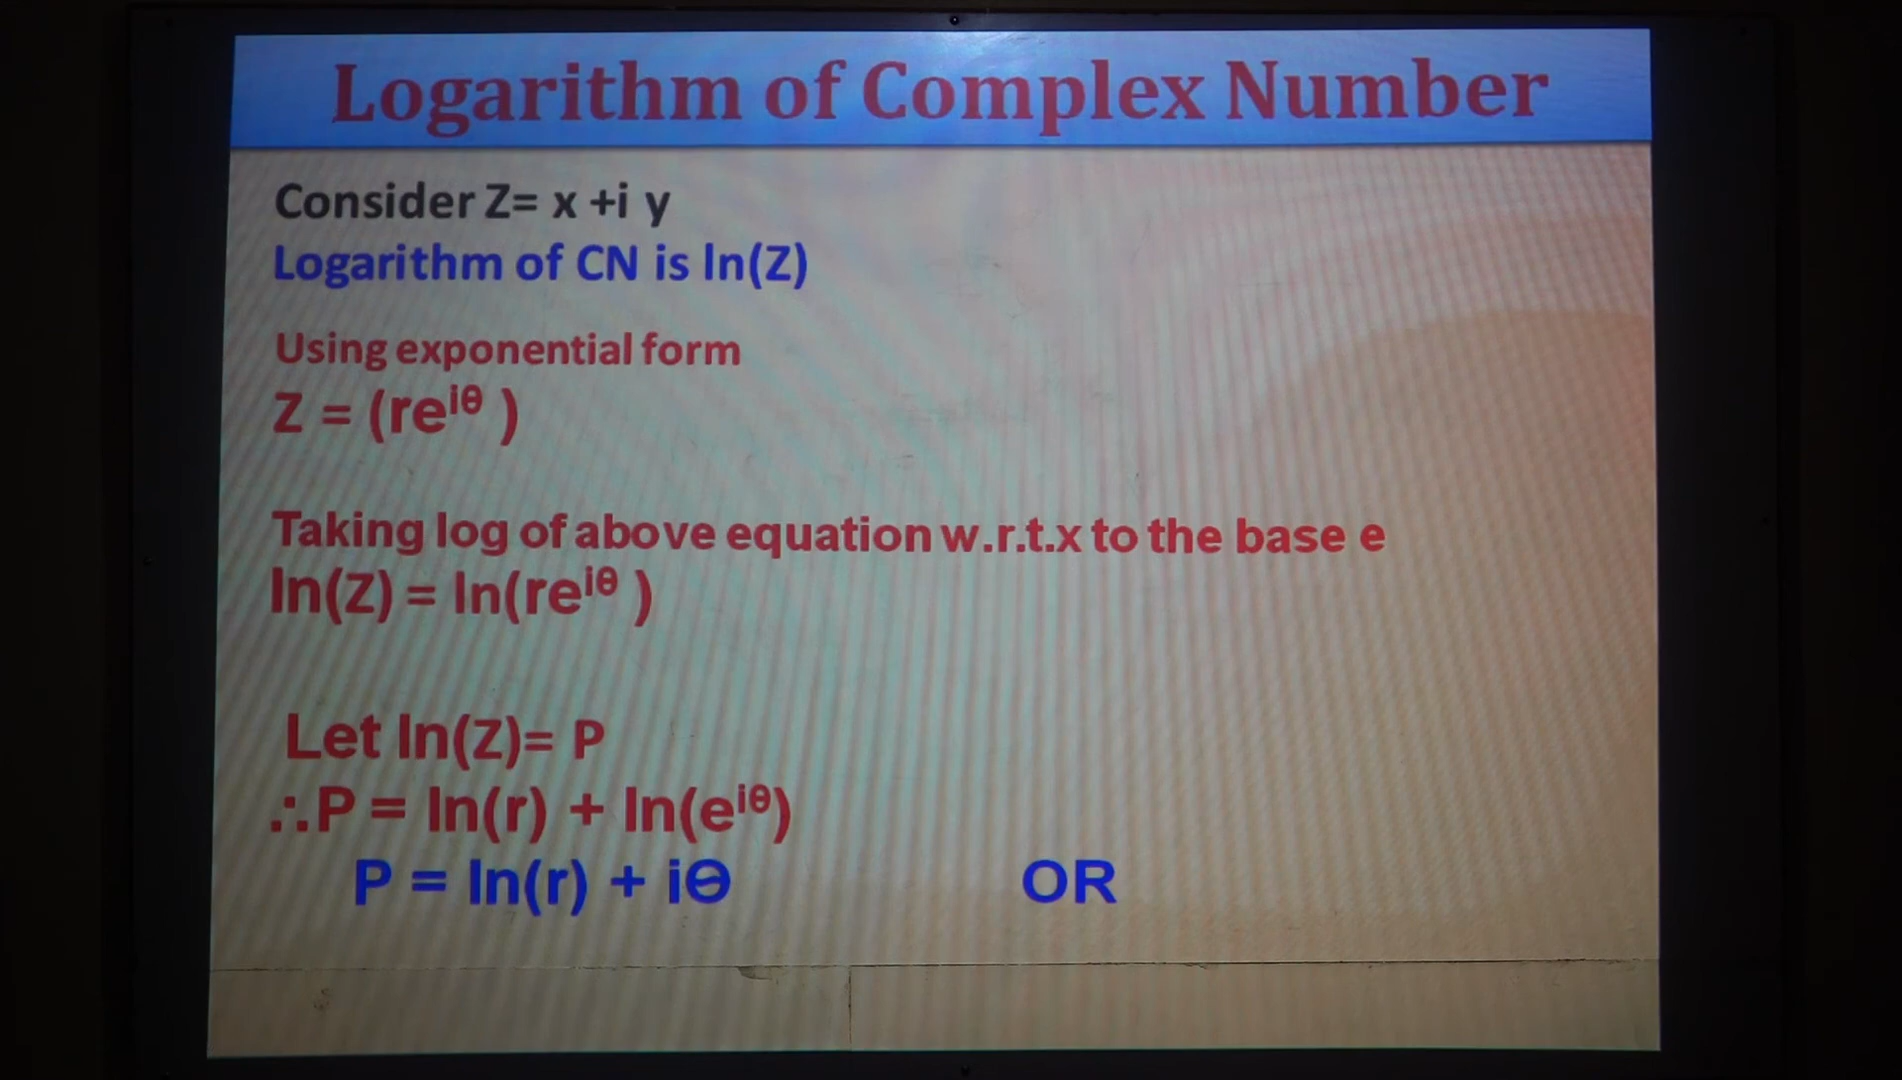 Logarithm of Complex Number
Consider Z= x +i y
Logarithm of CN is ln(Z)
Using exponential form
Z = (re^iθ )
Taking log of above equation w.r.t.x to the base e
ln(Z) = ln(re^iθ )
Let ln(Z)= P
∴P = ln(r) + ln(e^iθ)
P = ln(r) + iΘ OR